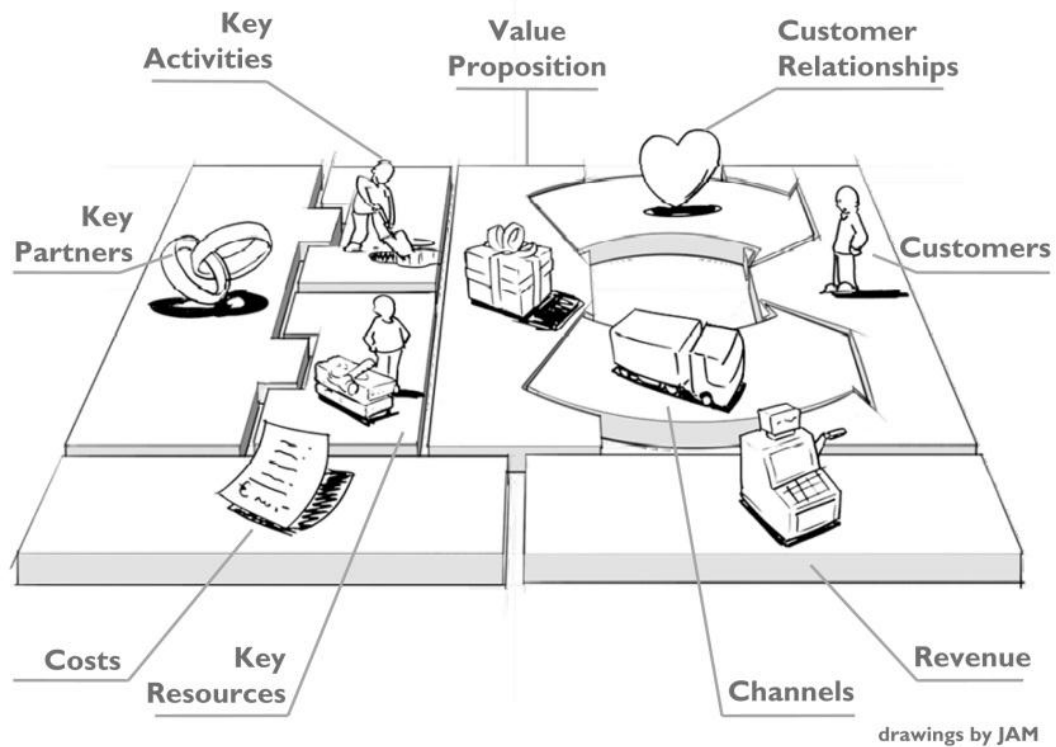 Key
Activities
Value
Proposition
Customer
Relationships
Key
Partners
Customers
Costs
Key
Resources
Channels
Revenue
drawings by JAM